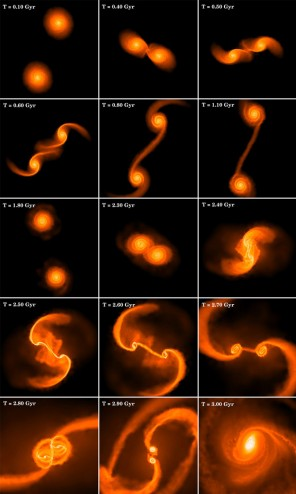 T = 0.10 Gyr
T = 0.40 Gyr
T = 0.50 Gyr
T = 0.60 Gyr
T = 0.80 Gyr
T = 1.10 Gyr
T = 1.80 Gyr
T = 2.30 Gyr
T = 2.40 Gyr
T = 2.50 Gyr
T = 2.60 Gyr
T = 2.70 Gyr
T = 2.80 Gyr
T = 2.90 Gyr
T = 3.00 Gyr